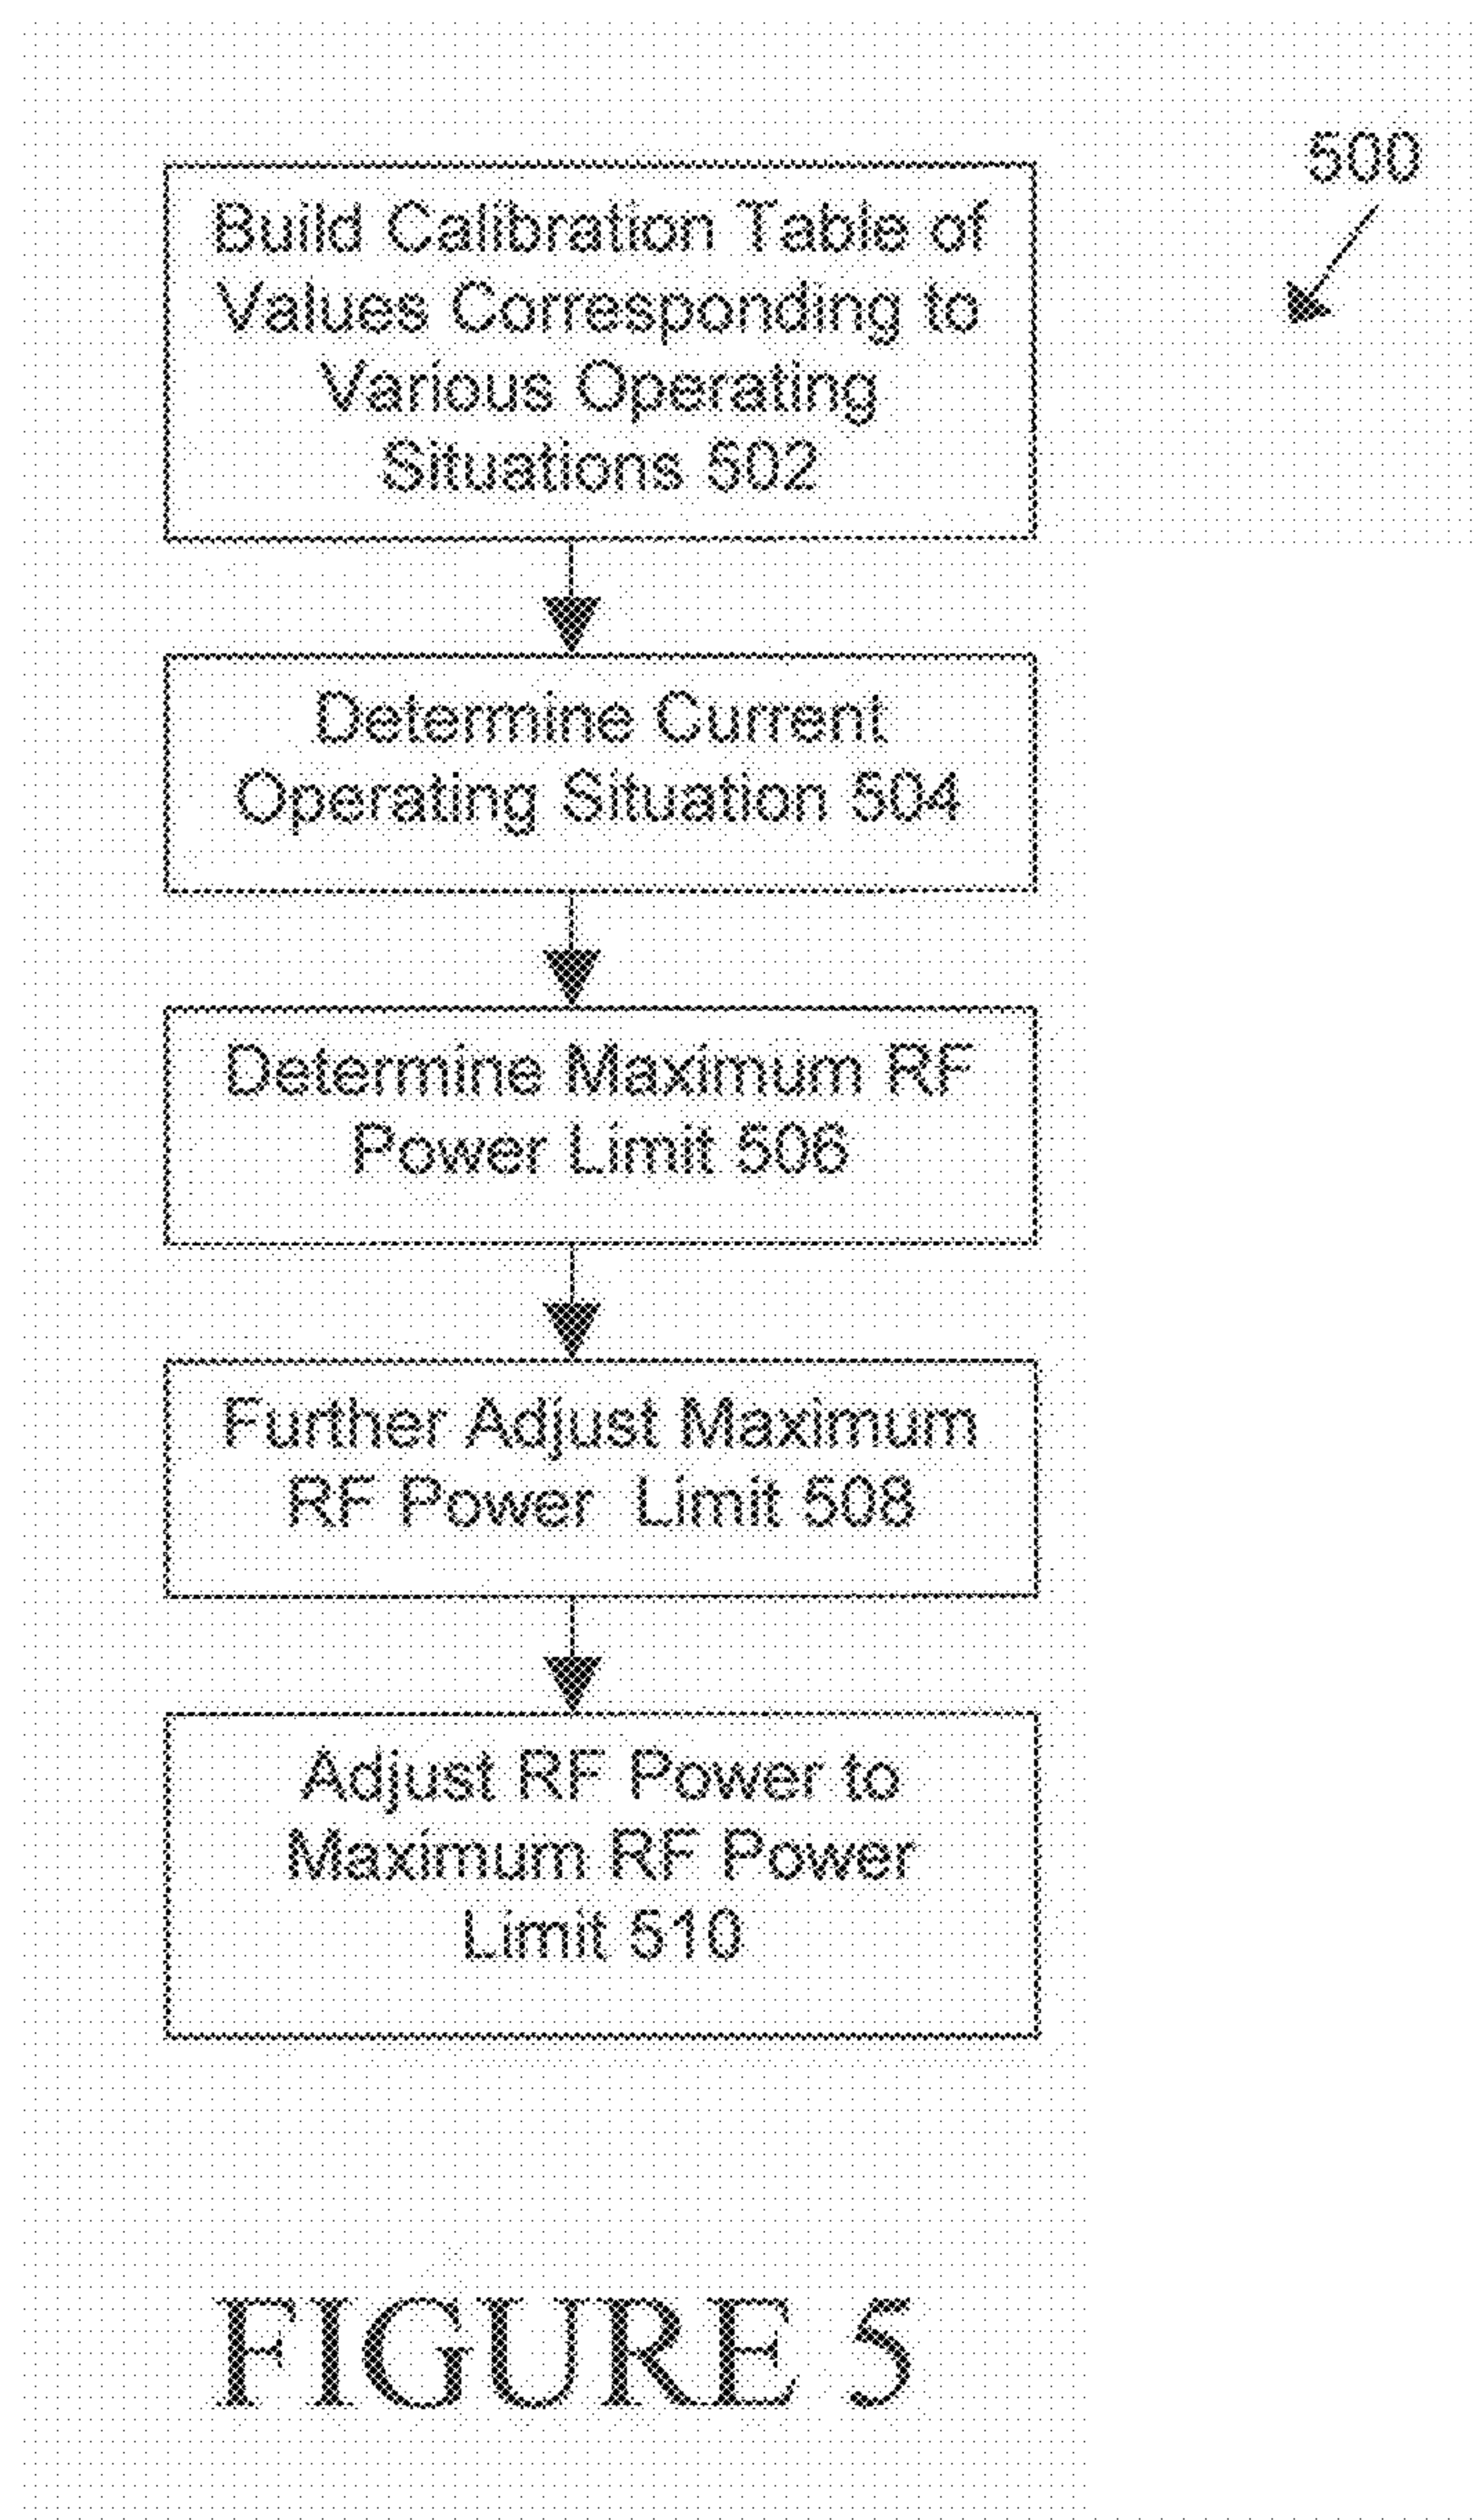 500
Build Calibration Table of
Values Corresponding to
Various Operating
Situations 502
Determine Current
Operating Situation 504
Determine Maximum RF
Power Limit 506
Further Adjust Maximum
RF Power Limit 508
Adjust RF Power to
Maximum RF Power
Limit 510
FIGURE 5